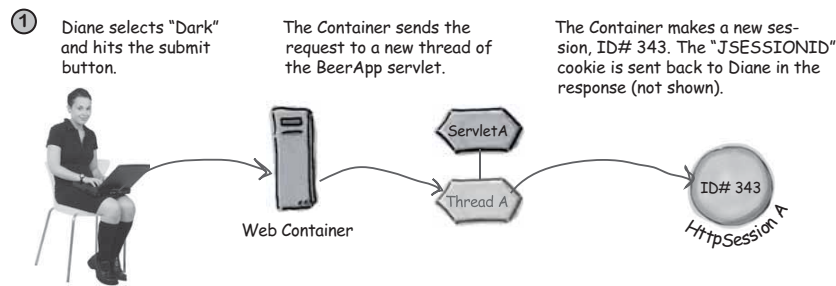 1
Diane selects “Dark”
and hits the submit
button.
The Container sends the
request to a new thread of
the BeerApp servlet.
The Container makes a new ses-
sion, ID# 343. The “JSESSIONID”
cookie is sent back to Diane in the
response (not shown).
Web Container
ServletA
Thread A
ID# 343
HttpSession A